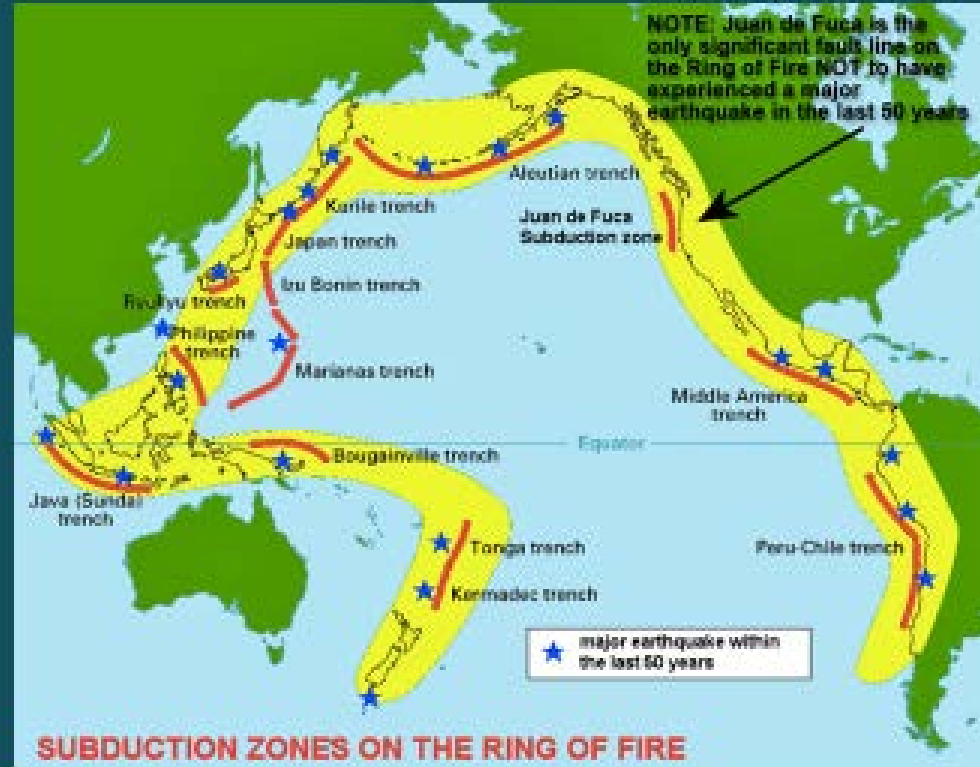 NOTE: Juan de Fuca is the
only significant fault line on
the Ring of Fire NOT to have
experienced a major
earthquake in the last 50 years
Aleutian trench
Kurile trench
Juan de Fuca
Subduction zone
Japan trench
Izu Bonin trench
RyuKyu trench
Philippine
trench
Marianas trench
Middle America
trench
Equator
Bougainville trench
Java (Sunda)
trench
Tonga trench
Peru-Chile trench
Kermadec trench
major earthquake within
the last 50 years
SUBDUCTION ZONES ON THE RING OF FIRE